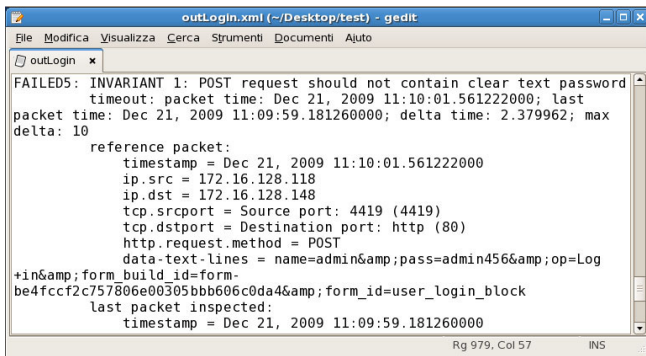 outLogin.xml (~/Desktop/test) - gedit
File Modifica Visualizza Cerca Strumenti Documenti Aiuto
outLogin x
FAILED5: INVARIANT 1: POST request should not contain clear text password
timeout: packet time: Dec 21, 2009 11:10:01.561222000; last
packet time: Dec 21, 2009 11:09:59.181260000; delta time: 2.379962; max
delta: 10
reference packet:
timestamp = Dec 21, 2009 11:10:01.561222000
ip.src = 172.16.128.118
ip.dst = 172.16.128.148
tcp.srcport = Source port: 4419 (4419)
tcp.dstport = Destination port: http (80)
http.request.method = POST
data-text-lines = name=admin&amp;pass=admin456&amp;op=Log
+in&amp;form_build_id=form-
be4fccf2c757806e00305bbb606c0da4&amp;form_id=user_login_block
last packet inspected:
timestamp = Dec 21, 2009 11:09:59.181260000
Rg 979, Col 57 INS